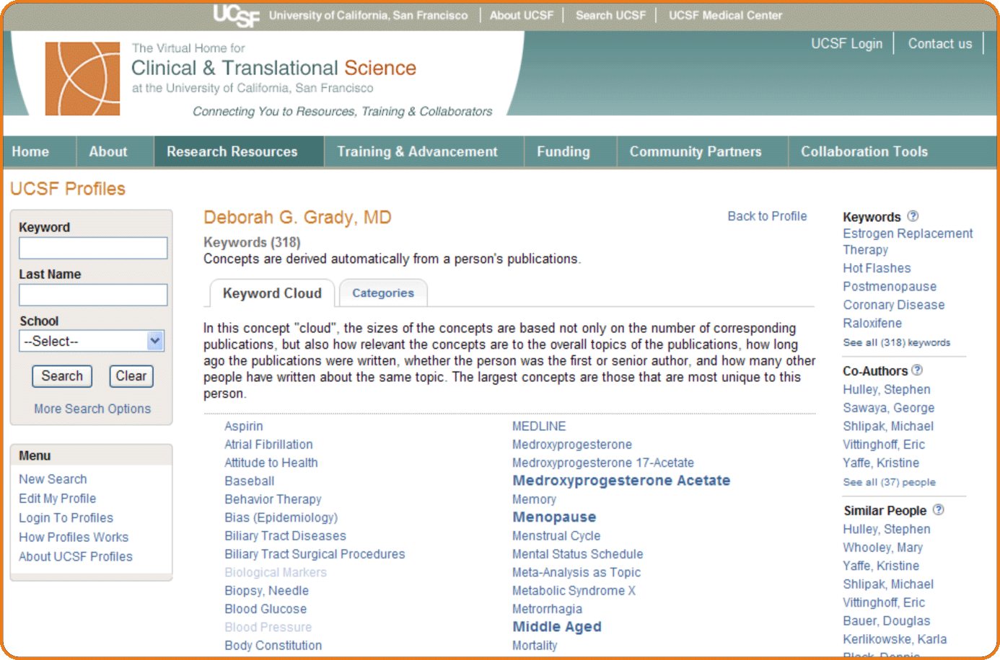 UCSF University of California, San Francisco | About UCSF | Search UCSF | UCSF Medical Center
UCSF Login | Contact us
The Virtual Home for
Clinical & Translational Science
at the University of California, San Francisco
Connecting You to Resources, Training & Collaborators
Home About Research Resources Training & Advancement Funding Community Partners Collaboration Tools
UCSF Profiles
Keyword
Last Name
School
--Select--
Search Clear
More Search Options
Menu
New Search
Edit My Profile
Login To Profiles
How Profiles Works
About UCSF Profiles
Deborah G. Grady, MD
Back to Profile
Keywords (318)
Concepts are derived automatically from a person's publications.
Keyword Cloud Categories
In this concept "cloud", the sizes of the concepts are based not only on the number of corresponding
publications, but also how relevant the concepts are to the overall topics of the publications, how long
ago the publications were written, whether the person was the first or senior author, and how many other
people have written about the same topic. The largest concepts are those that are most unique to this
person.
Aspirin
Atrial Fibrillation
Attitude to Health
Baseball
Behavior Therapy
Bias (Epidemiology)
Biliary Tract Diseases
Biliary Tract Surgical Procedures
Biological Markers
Biopsy, Needle
Blood Glucose
Blood Pressure
Body Constitution
MEDLINE
Medroxyprogesterone
Medroxyprogesterone 17-Acetate
Medroxyprogesterone Acetate
Memory
Menopause
Menstrual Cycle
Mental Status Schedule
Meta-Analysis as Topic
Metabolic Syndrome X
Metrorrhagia
Middle Aged
Mortality
Keywords ?
Estrogen Replacement
Therapy
Hot Flashes
Postmenopause
Coronary Disease
Raloxifene
See all (318) keywords
Co-Authors ?
Hulley, Stephen
Sawaya, George
Shlipak, Michael
Vittinghoff, Eric
Yaffe, Kristine
See all (37) people
Similar People ?
Hulley, Stephen
Whooley, Mary
Yaffe, Kristine
Shlipak, Michael
Vittinghoff, Eric
Bauer, Douglas
Kerlikowske, Karla
Black, Dennis